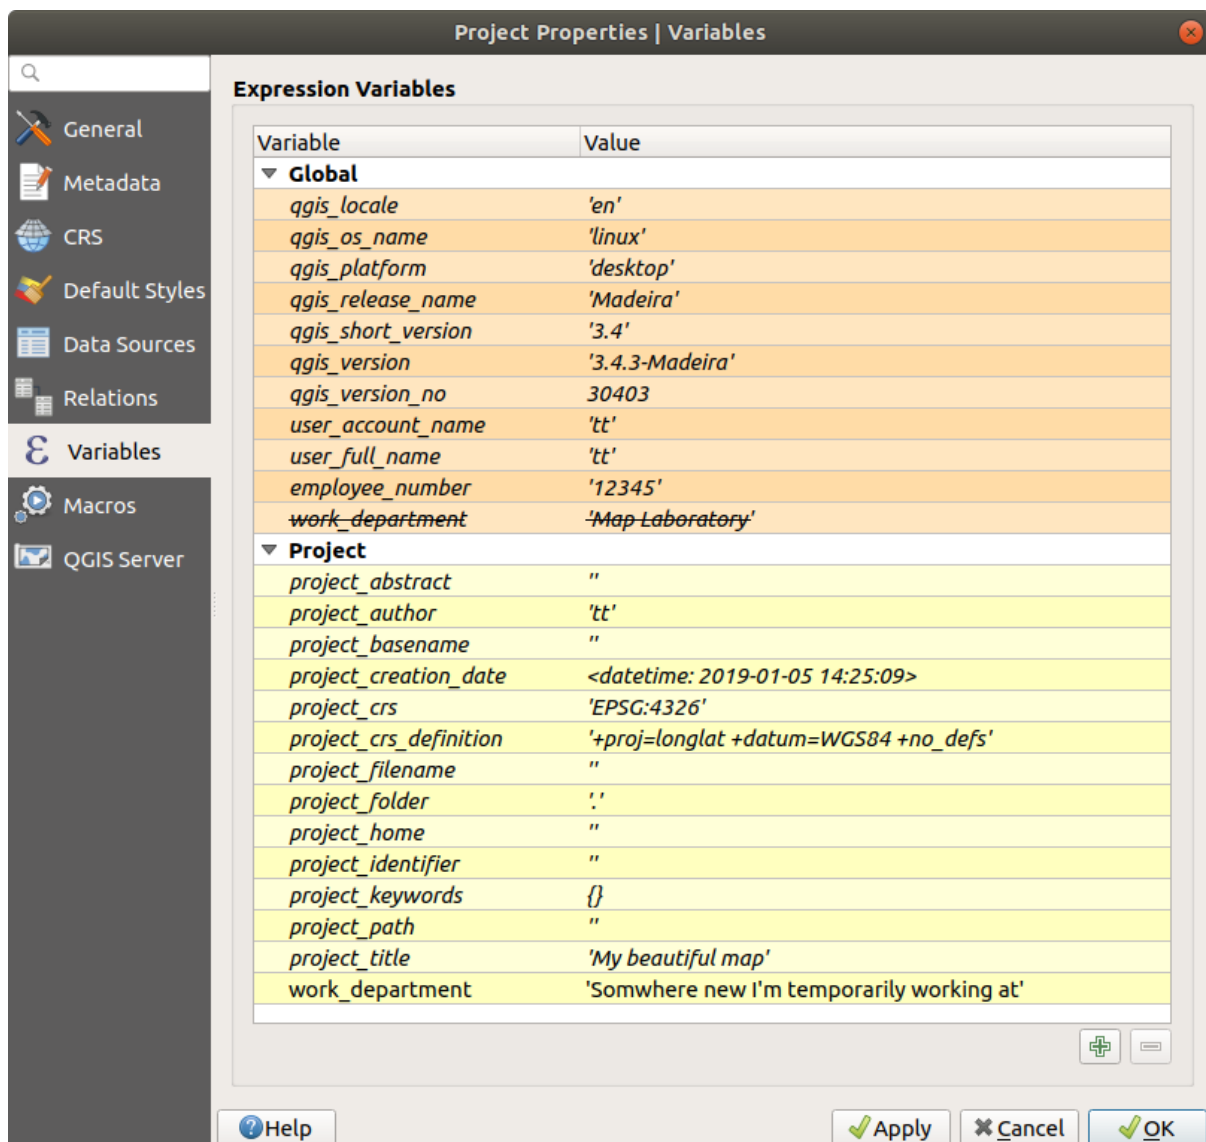 Project Properties | Variables
General
Metadata
CRS
Default Styles
Data Sources
Relations
Variables
Macros
QGIS Server
Expression Variables
Variable Value
Global
qgis_locale 'en'
qgis_os_name 'linux'
qgis_platform 'desktop'
qgis_release_name 'Madeira'
qgis_short_version '3.4'
qgis_version '3.4.3-Madeira'
qgis_version_no 30403
user_account_name 'tt'
user_full_name 'tt'
employee_number '12345'
work_department 'Map Laboratory'
Project
project_abstract ''
project_author 'tt'
project_basename ''
project_creation_date <datetime: 2019-01-05 14:25:09>
project_crs 'EPSG:4326'
project_crs_definition '+proj=longlat +datum=WGS84 +no_defs'
project_filename ''
project_folder '.'
project_home ''
project_identifier ''
project_keywords {}
project_path ''
project_title 'My beautiful map'
work_department 'Somwhere new I'm temporarily working at'
Help Apply Cancel OK